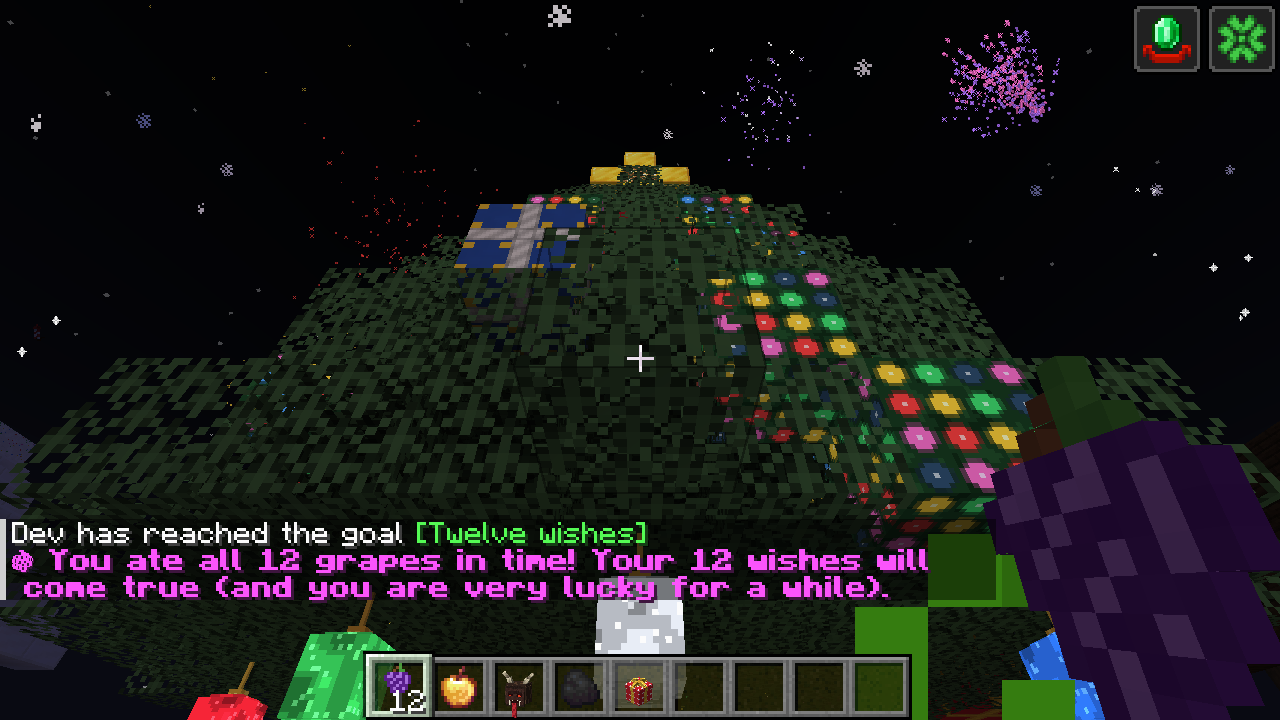 Dev has reached the goal [Twelve wishes]
You ate all 12 grapes in time! Your 12 wishes will
come true (and you are very lucky for a while).
12